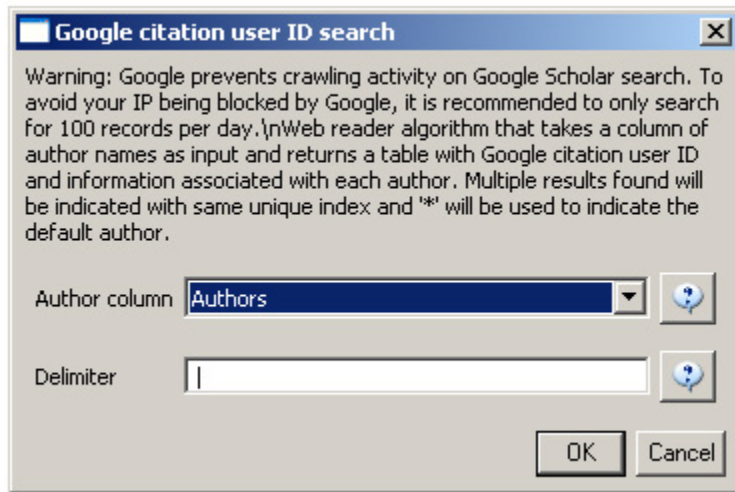 Google citation user ID search
Warning: Google prevents crawling activity on Google Scholar search. To
avoid your IP being blocked by Google, it is recommended to only search
for 100 records per day.\nWeb reader algorithm that takes a column of
author names as input and returns a table with Google citation user ID
and information associated with each author. Multiple results found will
be indicated with same unique index and '*' will be used to indicate the
default author.
Author column Authors
Delimiter |
OK Cancel